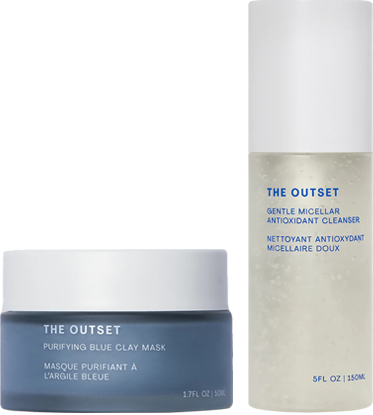 THE OUTSET
PURIFYING BLUE CLAY MASK
MASQUE PURIFIANT À
L'ARGILE BLEUE
1.7FL OZ | 50ML
THE OUTSET
GENTLE MICELLAR
ANTIOXIDANT CLEANSER
NETTOYANT ANTIOXYDANT
MICELLAIRE DOUX
5FL OZ | 150ML